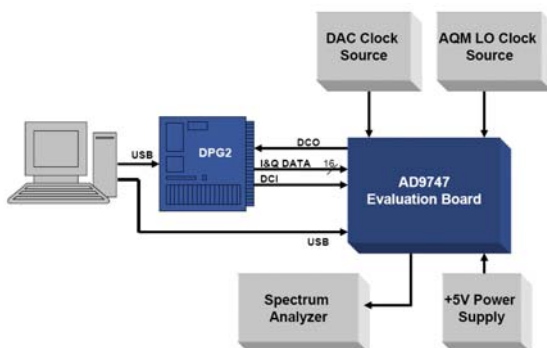 DAC Clock
Source
AQM LO Clock
Source
USB
DPG2
DCO
I&Q DATA 16
DCI
AD9747
Evaluation Board
USB
Spectrum
Analyzer
+5V Power
Supply